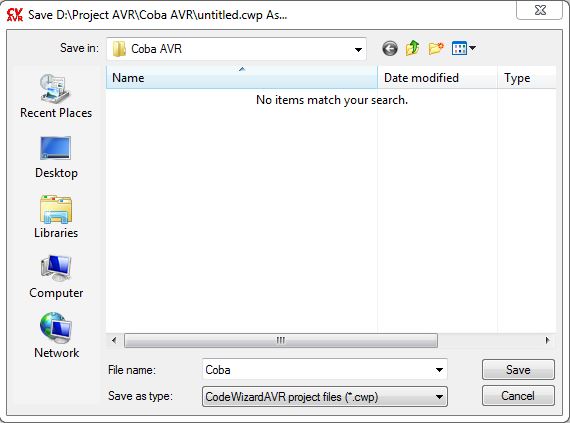 CV AVR Save D:\Project AVR\Coba AVR\untitled.cwp As...
Save in: Coba AVR
Name Date modified Type
No items match your search.
Recent Places
Desktop
Libraries
Computer
Network
File name: Coba Save
Save as type: CodeWizardAVR project files (*.cwp) Cancel